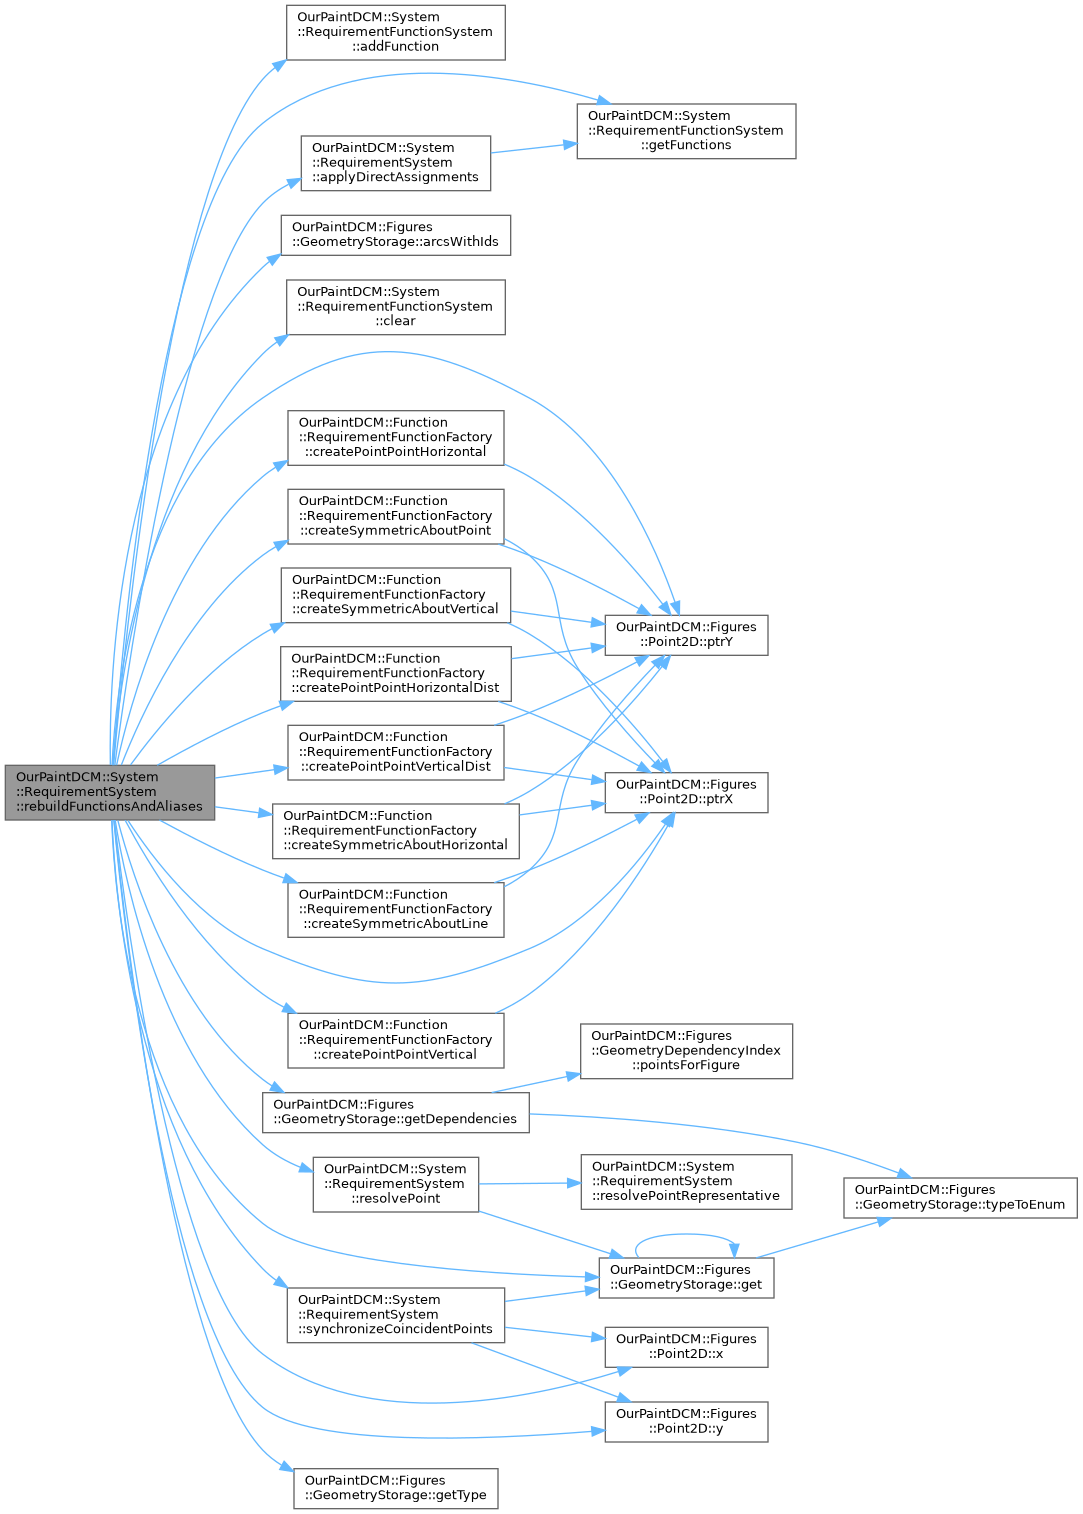 OurPaintDCM::System
::RequirementFunctionSystem
::addFunction
OurPaintDCM::System
::RequirementFunctionSystem
::getFunctions
OurPaintDCM::System
::RequirementSystem
::applyDirectAssignments
OurPaintDCM::Figures
::GeometryStorage::arcsWithIds
OurPaintDCM::System
::RequirementFunctionSystem
::clear
OurPaintDCM::Function
::RequirementFunctionFactory
::createPointPointHorizontal
OurPaintDCM::Function
::RequirementFunctionFactory
::createSymmetricAboutPoint
OurPaintDCM::Function
::RequirementFunctionFactory
::createSymmetricAboutVertical
OurPaintDCM::Figures
::Point2D::ptrY
OurPaintDCM::Function
::RequirementFunctionFactory
::createPointPointHorizontalDist
OurPaintDCM::Function
::RequirementFunctionFactory
::createPointPointVerticalDist
OurPaintDCM::System
::RequirementSystem
::rebuildFunctionsAndAliases
OurPaintDCM::Figures
::Point2D::ptrX
OurPaintDCM::Function
::RequirementFunctionFactory
::createSymmetricAboutHorizontal
OurPaintDCM::Function
::RequirementFunctionFactory
::createSymmetricAboutLine
OurPaintDCM::Function
::RequirementFunctionFactory
::createPointPointVertical
OurPaintDCM::Figures
::GeometryDependencyIndex
::pointsForFigure
OurPaintDCM::Figures
::GeometryStorage::getDependencies
OurPaintDCM::System
::RequirementSystem
::resolvePoint
OurPaintDCM::System
::RequirementSystem
::resolvePointRepresentative
OurPaintDCM::Figures
::GeometryStorage::typeToEnum
OurPaintDCM::Figures
::GeometryStorage::get
OurPaintDCM::System
::RequirementSystem
::synchronizeCoincidentPoints
OurPaintDCM::Figures
::Point2D::x
OurPaintDCM::Figures
::Point2D::y
OurPaintDCM::Figures
::GeometryStorage::getType